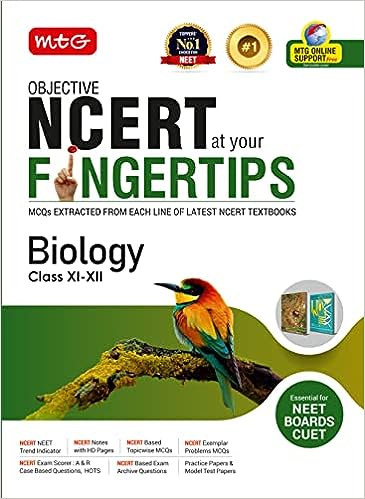 mtG
TOPPERS'
No.1
CHOICE FOR
NEET
#1
MTG ONLINE
SUPPORT Free
OBJECTIVE
NCERT at your
FINGERTIPS
MCQs EXTRACTED FROM EACH LINE OF LATEST NCERT TEXTBOOKS
Biology
Class XI-XII
Essential for
NEET
BOARDS
CUET
NCERT NEET
Trend Indicator
NCERT Notes
with HD Pages
NCERT Based
Topicwise MCQs
NCERT Exemplar
Problems MCQs
NCERT Exam Scorer : A & R
Case Based Questions, HOTS
NCERT Based Exam
Archive Questions
Practice Papers &
Model Test Papers